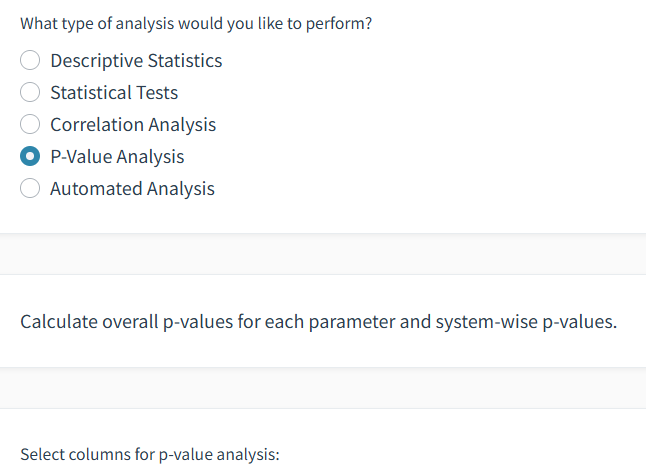 What type of analysis would you like to perform?
Descriptive Statistics
Statistical Tests
Correlation Analysis
P-Value Analysis
Automated Analysis
Calculate overall p-values for each parameter and system-wise p-values.
Select columns for p-value analysis: